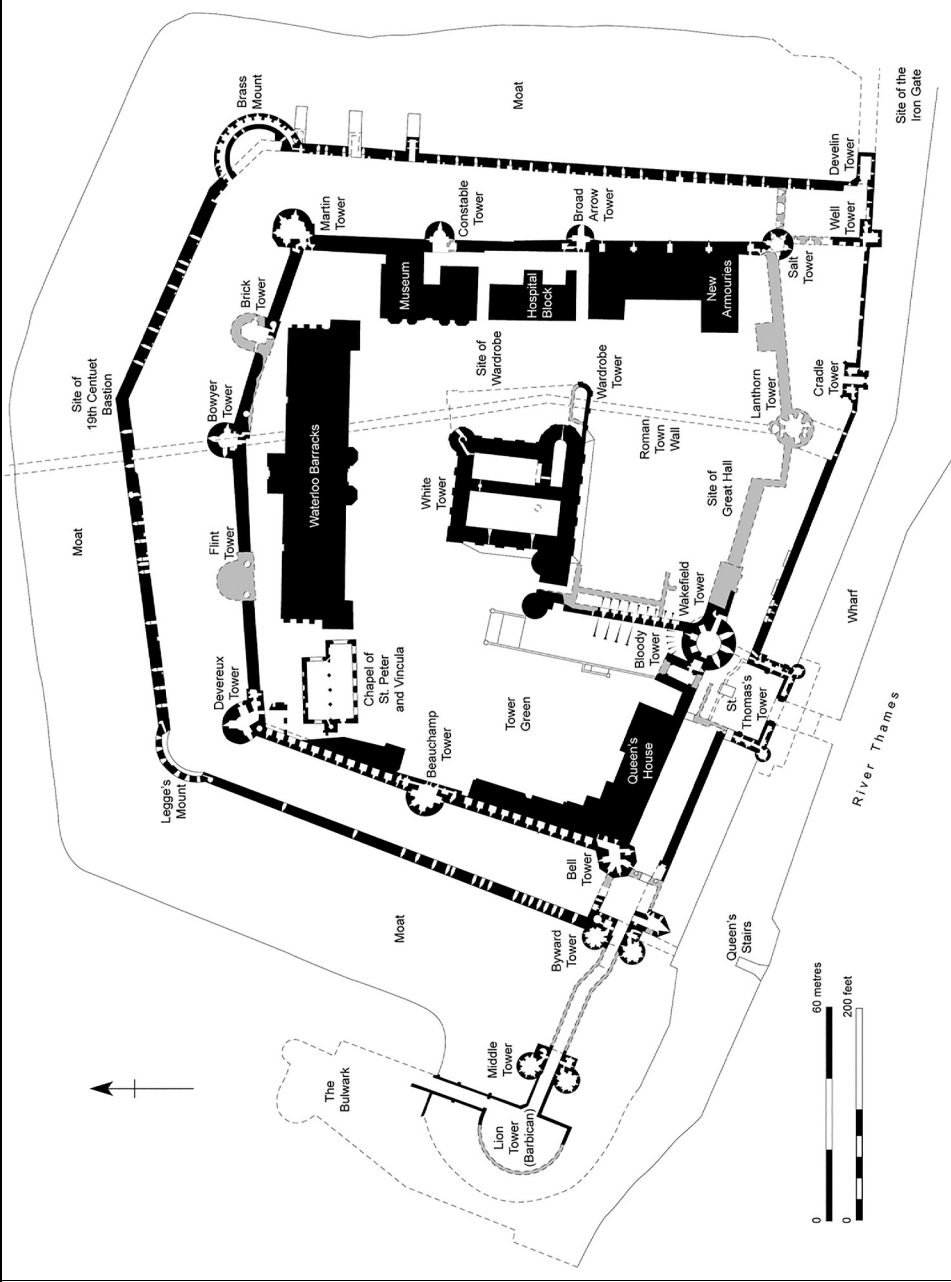 Site of
19th Centuet
Bastion
Moat
Brass
Mount
Legge's
Mount
Devereux
Tower
Flint
Tower
Bowyer
Tower
Brick
Tower
Martin
Tower
Moat
Waterloo Barracks
Chapel of
St. Peter
and Vincula
Museum
Constable
Tower
Beauchamp
Tower
Moat
The
Bulwark
White
Tower
Site of
Wardrobe
Hospital
Block
Broad
Arrow
Tower
Tower
Green
Wardrobe
Tower
Lion
Tower
(Barbican)
Middle
Tower
Byward
Tower
Bell
Tower
Queen's
House
Bloody
Tower
Wakefield
Tower
Roman
Town
Wall
Site of
Great Hall
New
Armouries
Lanthorn
Tower
Salt
Tower
Well
Tower
Develin
Tower
St.
Thomas's
Tower
Cradle
Tower
Site of the
Iron Gate
Queen's
Stairs
Wharf
River Thames
0
60 metres
0
200 feet